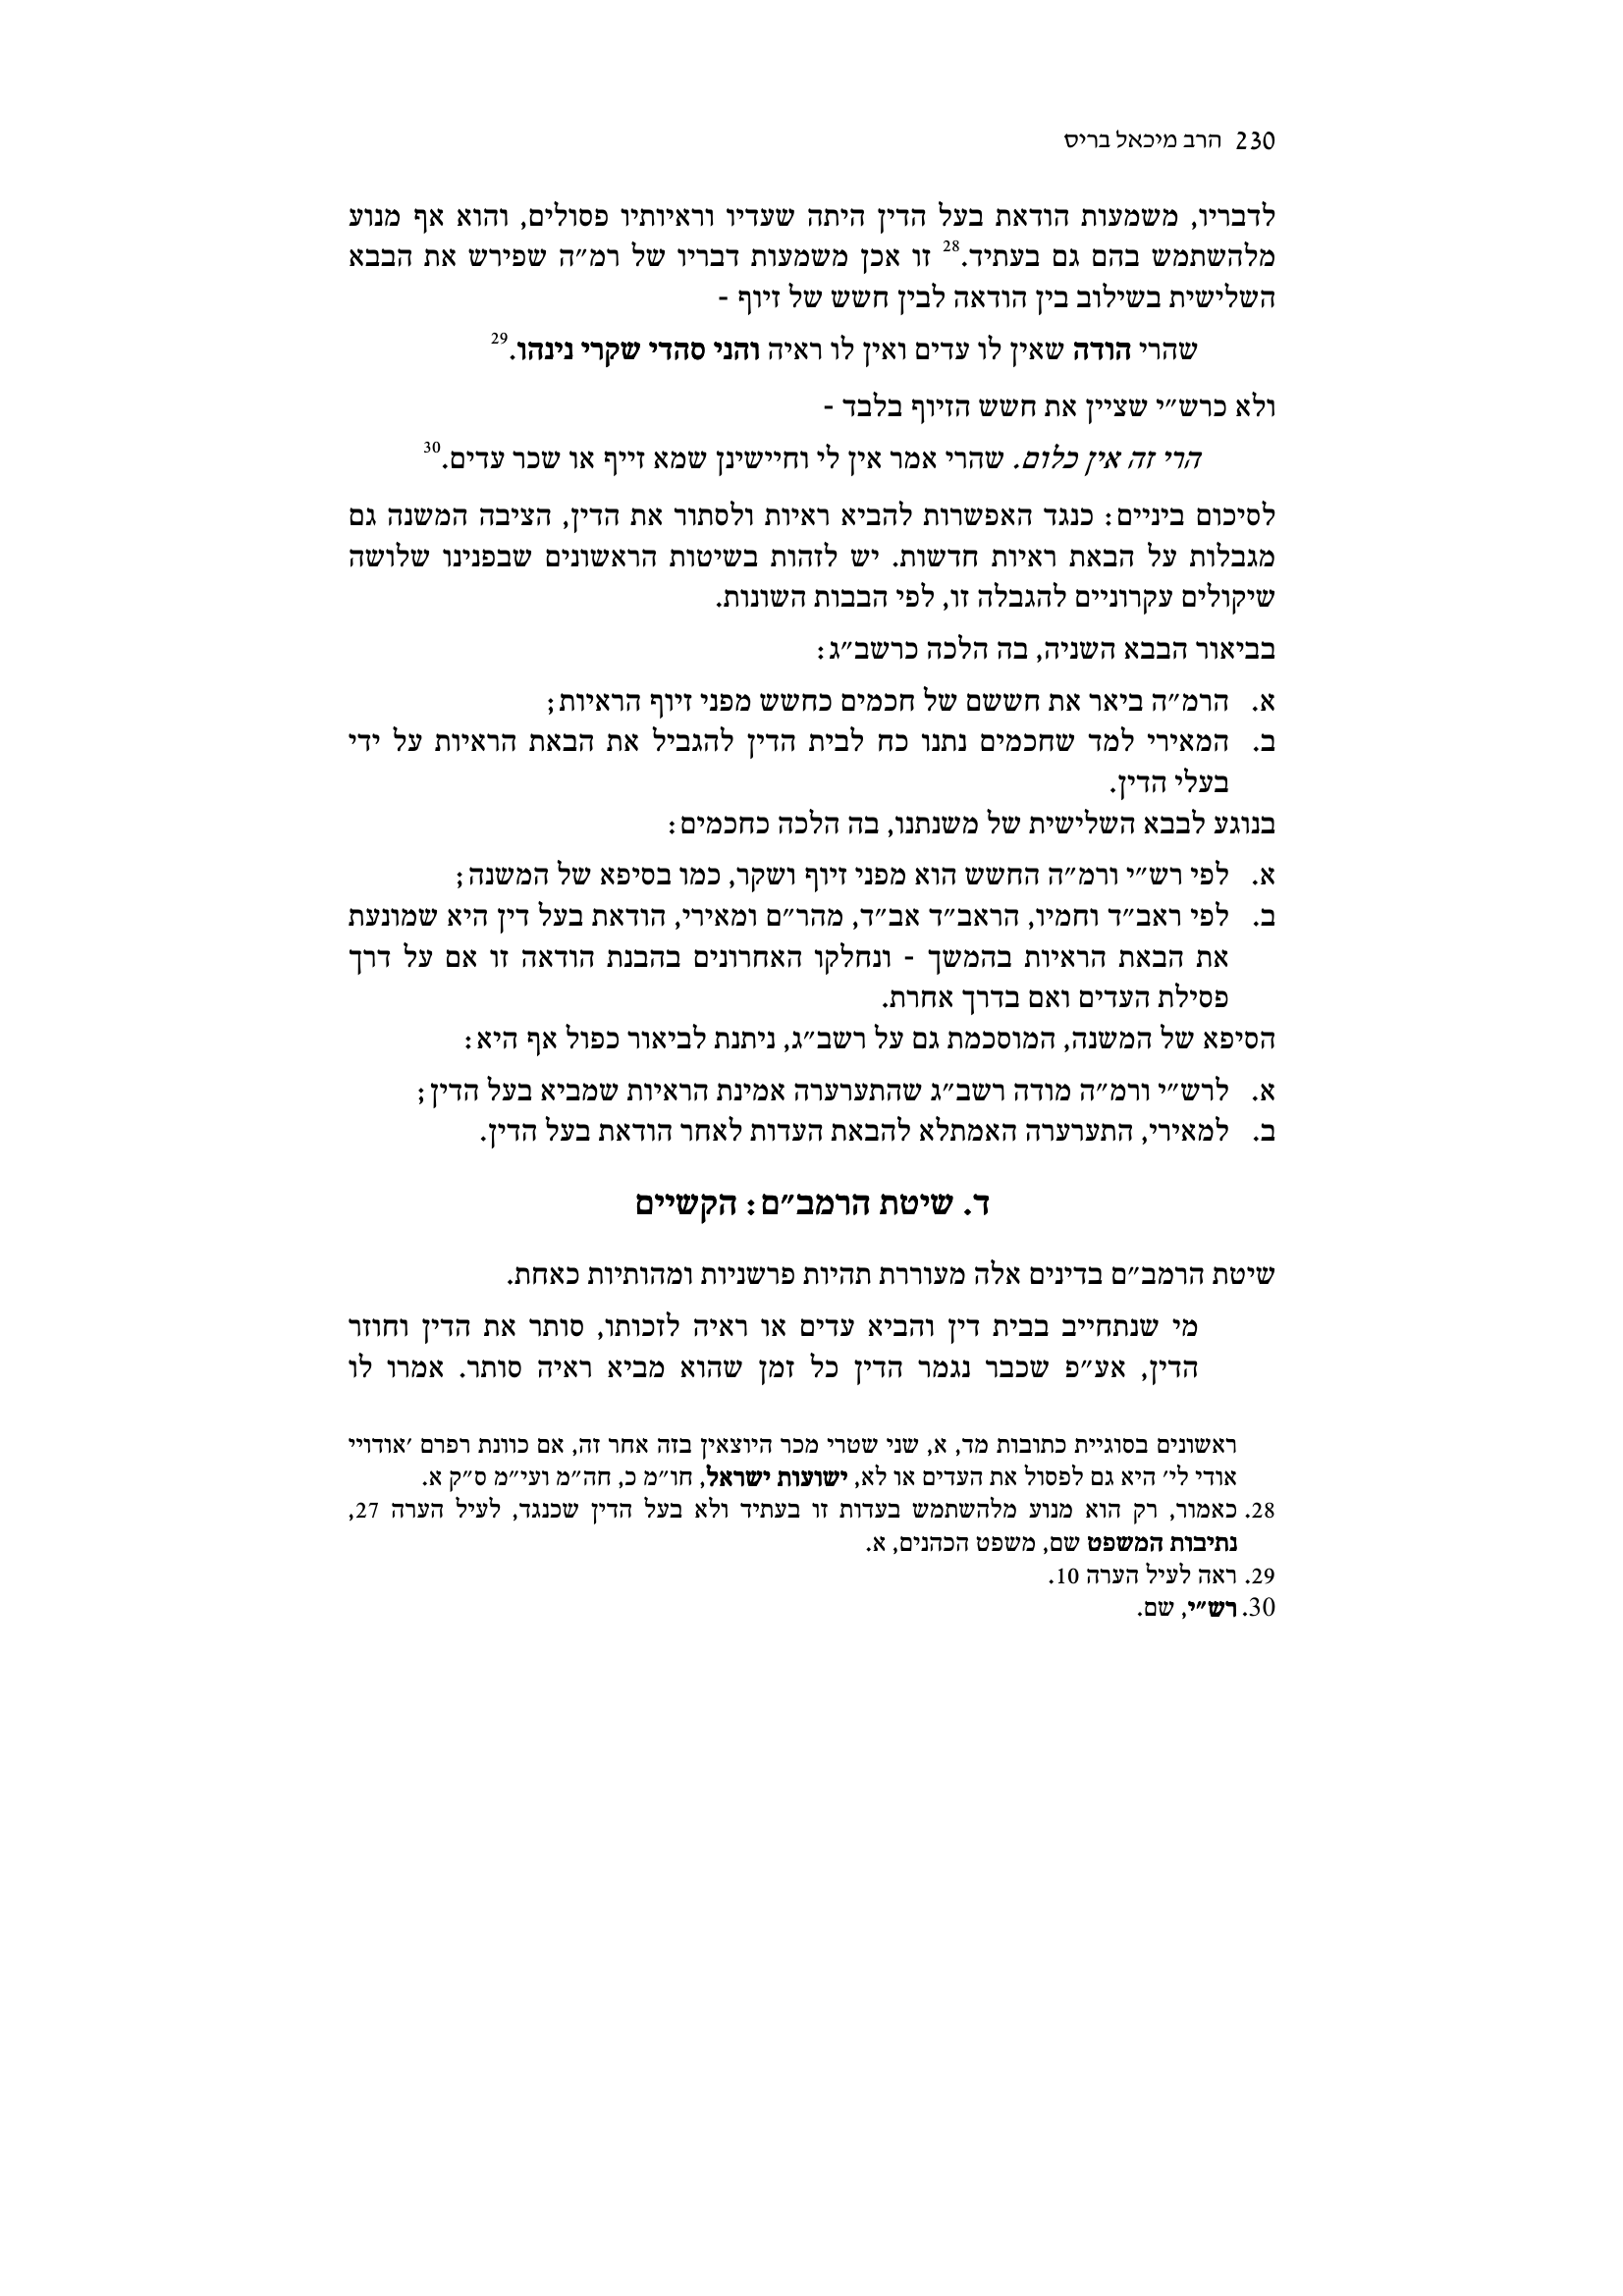 230 הרב מיכאל בריס
לדבריו, משמעות הודאת בעל הדין היתה שעדיו וראיותיו פסולים, והוא אף מנוע
מלהשתמש בהם גם בעתיד.28 זו אכן משמעות דבריו של רמ״ה שפירש את הבבא
השלישית בשילוב בין הודאה לבין חשש של זיוף -
שהרי הודה שאין לו עדים ואין לו ראיה והני סהדי שקרי נינהו.29
ולא כרש״י שציין את חשש הזיוף בלבד -
הרי זה אין כלום. שהרי אמר אין לי וחיישינן שמא זייף או שכר עדים.30
לסיכום ביניים: כנגד האפשרות להביא ראיות ולסתור את הדין, הציבה המשנה גם
מגבלות על הבאת ראיות חדשות. יש לזהות בשיטות הראשונים שבפנינו שלושה
שיקולים עקרוניים להגבלה זו, לפי הבבות השונות.
בביאור הבבא השניה, בה הלכה כרשב״ג:
א. הרמ״ה ביאר את חששם של חכמים כחשש מפני זיוף הראיות;
ב. המאירי למד שחכמים נתנו כח לבית הדין להגביל את הבאת הראיות על ידי
בעלי הדין.
בנוגע לבבא השלישית של משנתנו, בה הלכה כחכמים:
א. לפי רש״י ורמ״ה החשש הוא מפני זיוף ושקר, כמו בסיפא של המשנה;
ב. לפי ראב״ד וחמיו, הראב״ד אב״ד, מהר״ם ומאירי, הודאת בעל דין היא שמונעת
את הבאת הראיות בהמשך - ונחלקו האחרונים בהבנת הודאה זו אם על דרך
פסילת העדים ואם בדרך אחרת.
הסיפא של המשנה, המוסכמת גם על רשב״ג, ניתנת לביאור כפול אף היא:
א. לרש״י ורמ״ה מודה רשב״ג שהתערערה אמינת הראיות שמביא בעל הדין;
ב. למאירי, התערערה האמתלא להבאת העדות לאחר הודאת בעל הדין.
ד. שיטת הרמב״ם: הקשיים
שיטת הרמב״ם בדינים אלה מעוררת תהיות פרשניות ומהותיות כאחת.
מי שנתחייב בבית דין והביא עדים או ראיה לזכותו, סותר את הדין וחוזר
הדין, אע״פ שכבר נגמר הדין כל זמן שהוא מביא ראיה סותר. אמרו לו
ראשונים בסוגיית כתובות מד, א, שני שטרי מכר היוצאין בזה אחר זה, אם כוונת רפרם ׳אודויי
אודי לי׳ היא גם לפסול את העדים או לא, ישועות ישראל, חו״מ כ, חה״מ ועי״מ ס״ק א.
28. כאמור, רק הוא מנוע מלהשתמש בעדות זו בעתיד ולא בעל הדין שכנגד, לעיל הערה 27,
נתיבות המשפט שם, משפט הכהנים, א.
29. ראה לעיל הערה 10.
30. רש״י, שם.